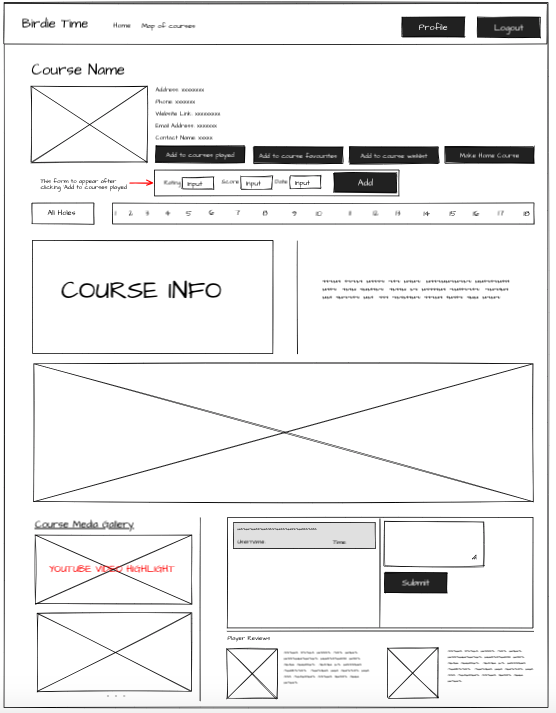 Birdie Time Home Map of courses Profile Logout
Course Name
Address: xxxxxxx
Phone: xxxxxx
Website Link: xxxxxxxx
Email Address: xxxxxx
Contact Name: xxxx
Add to courses played Add to course favourites Add to course wishlist Make Home Course
This form to appear after
clicking 'Add to courses played'
Rating Input Score Input Date Input Add
All Holes 1 2 3 4 5 6 7 8 9 10 11 12 13 14 15 16 17 18
COURSE INFO
Course Media Gallery
YOUTUBE VIDEO HIGHLIGHT
Username Time
Submit
Player Reviews